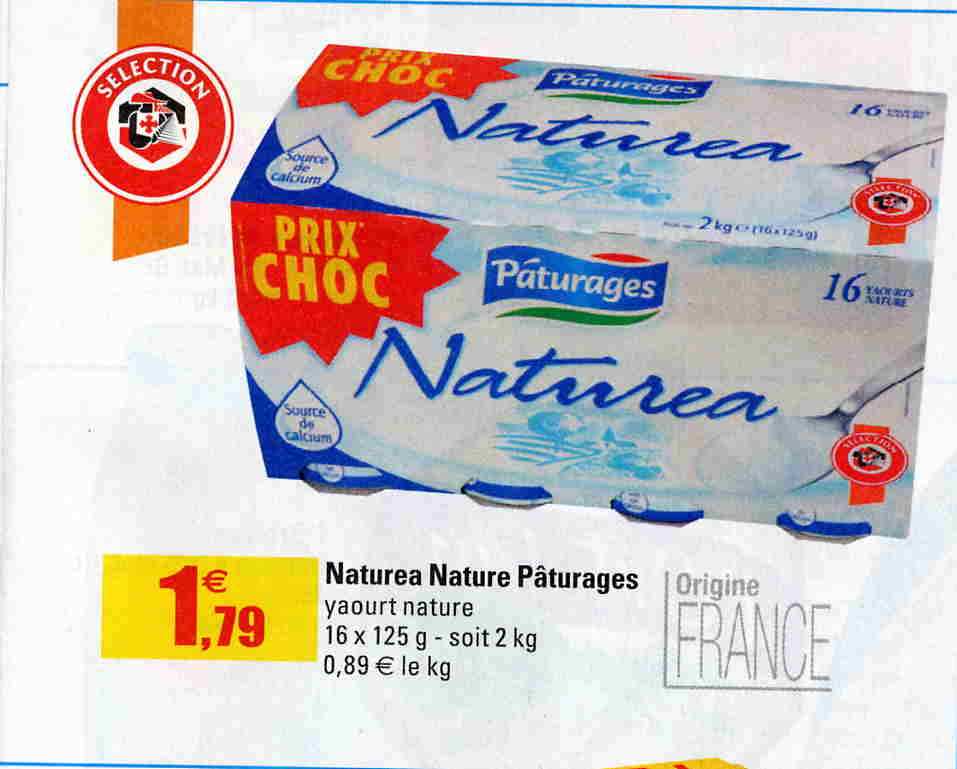 SELECTION
PRIX
CHOC
Pâturages
16
Naturea
Source
de
calcium
SELECTION
2 kg e (16x125g)
PRIX
CHOC
Pâturages
16 YAOURTS
NATURE
Naturea
Source
de
calcium
SELECTION
1€,79
Naturea Nature Pâturages
yaourt nature
16 x 125 g - soit 2 kg
0,89 € le kg
Origine
FRANCE